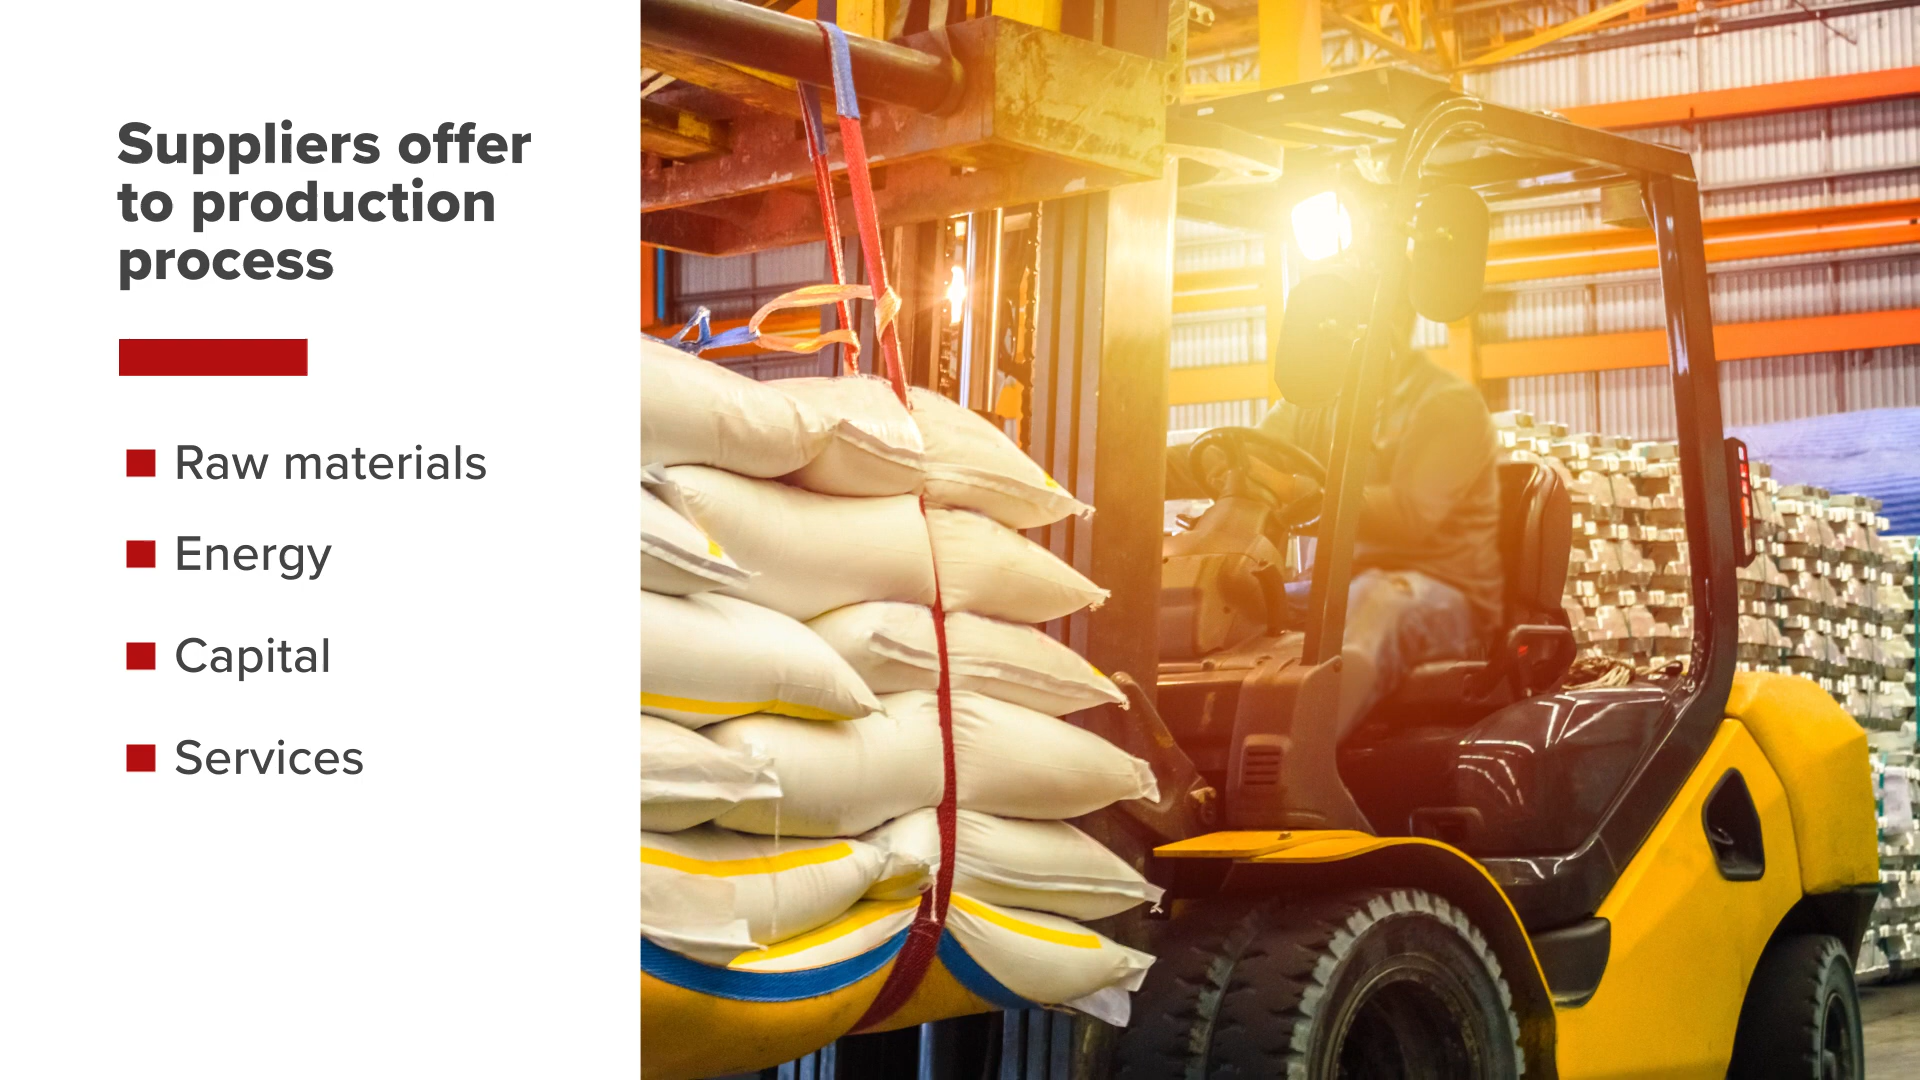 Suppliers offer
to production
process
Raw materials
Energy
Capital
Services